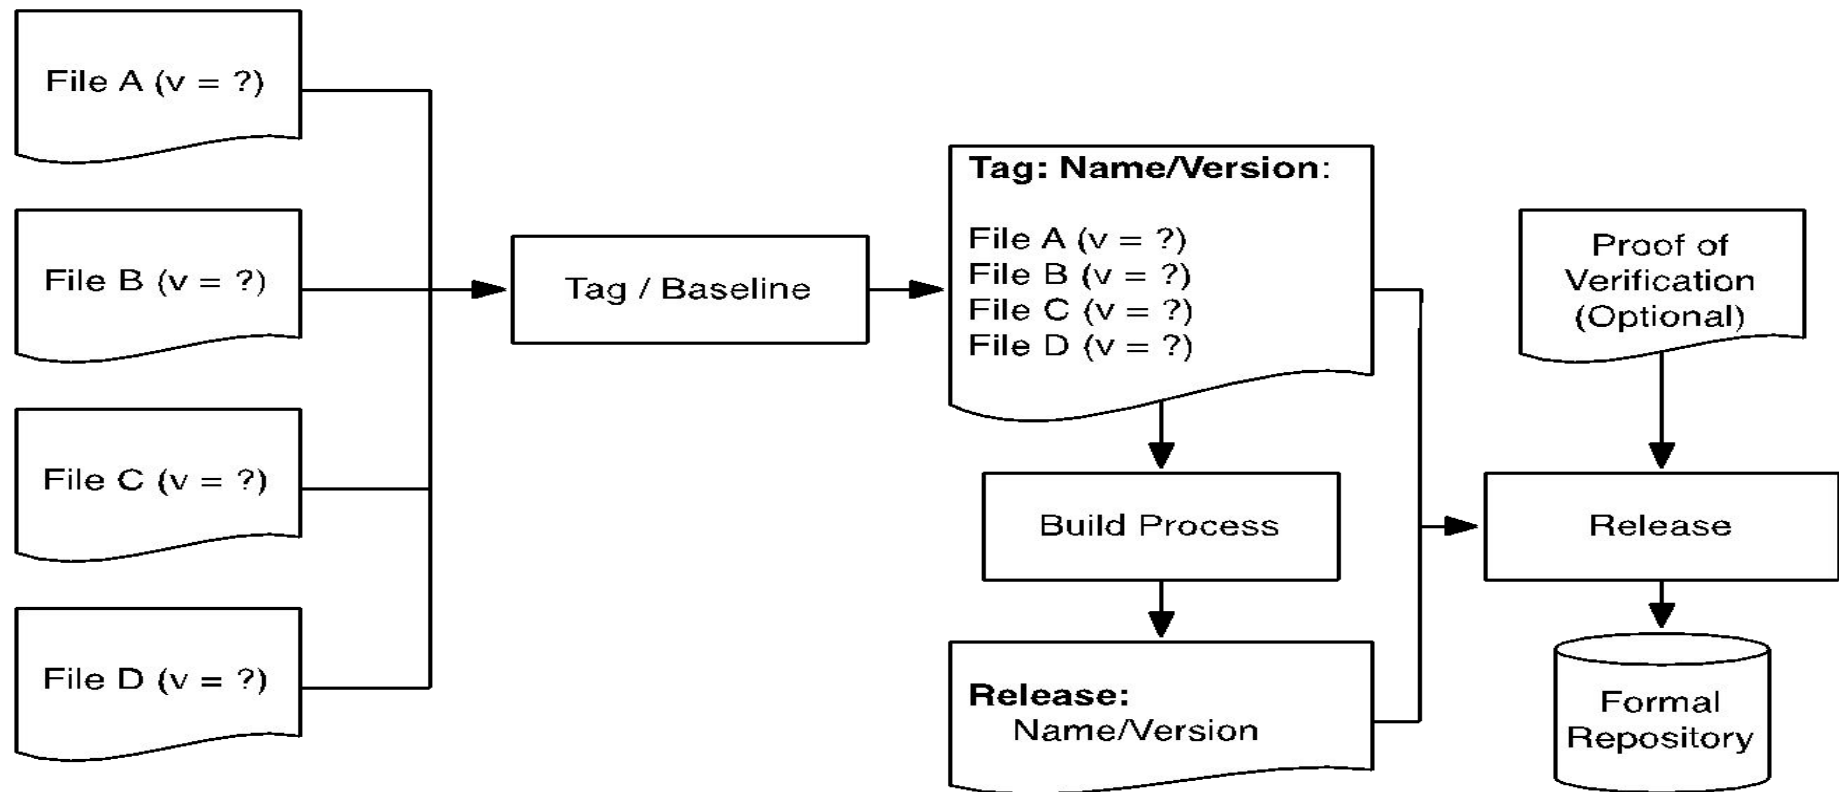 File A (v = ?)
File B (v = ?)
File C (v = ?)
File D (v = ?)
Tag / Baseline
Tag: Name/Version:
File A (v = ?)
File B (v = ?)
File C (v = ?)
File D (v = ?)
Build Process
Release:
Name/Version
Proof of
Verification
(Optional)
Release
Formal
Repository